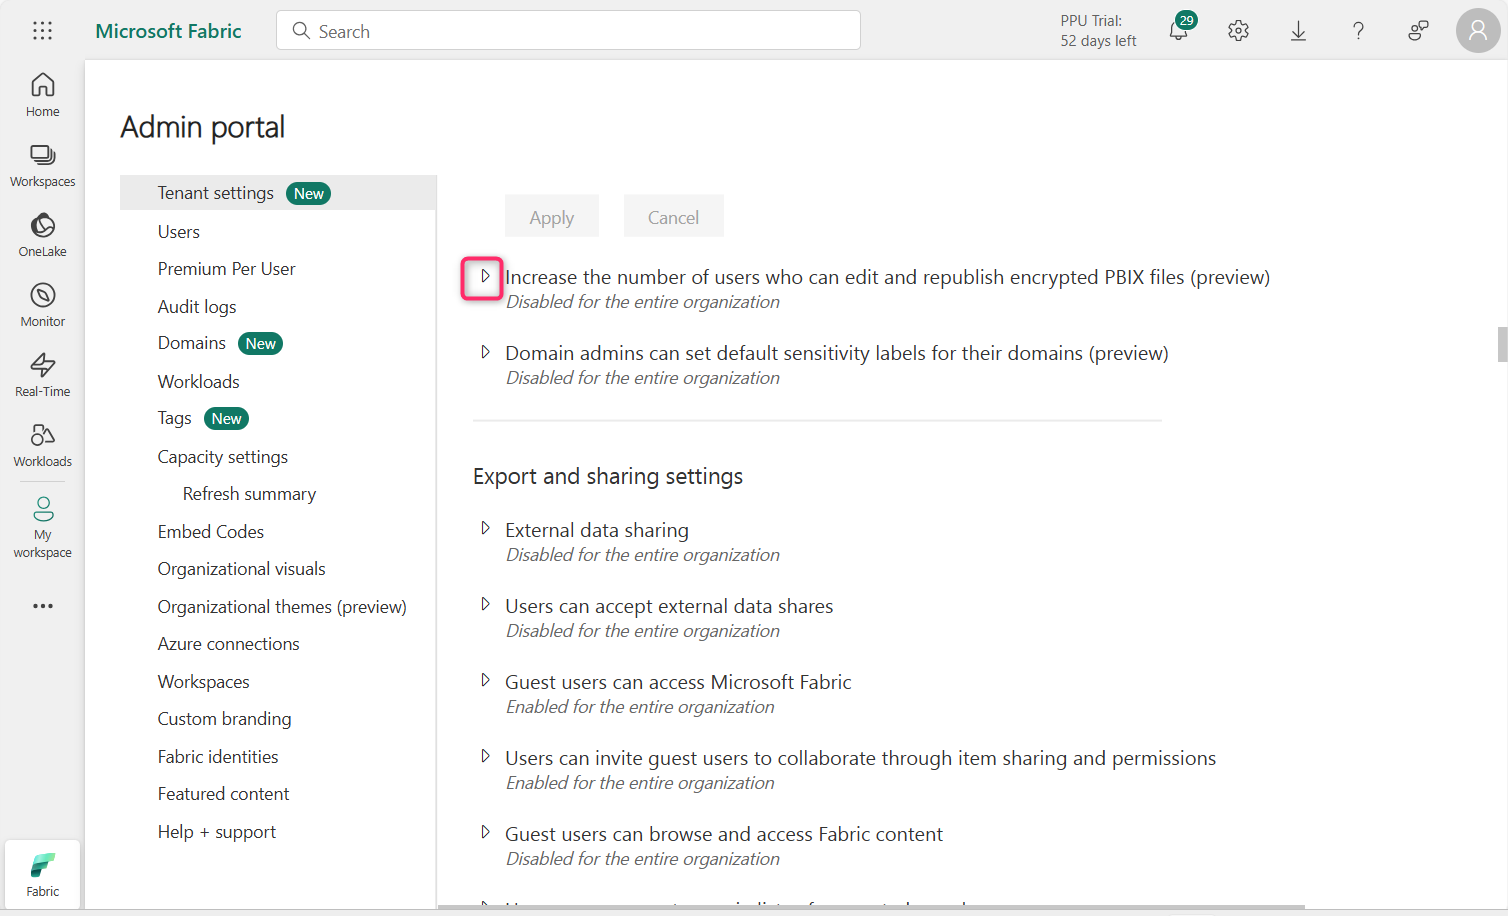 Microsoft Fabric
Search
PPU Trial:
52 days left
29
Home
Workspaces
OneLake
Monitor
Real-Time
Workloads
My
workspace
Fabric
Admin portal
Tenant settings New
Users
Premium Per User
Audit logs
Domains New
Workloads
Tags New
Capacity settings
Refresh summary
Embed Codes
Organizational visuals
Organizational themes (preview)
Azure connections
Workspaces
Custom branding
Fabric identities
Featured content
Help + support
Apply Cancel
Increase the number of users who can edit and republish encrypted PBIX files (preview)
Disabled for the entire organization
Domain admins can set default sensitivity labels for their domains (preview)
Disabled for the entire organization
Export and sharing settings
External data sharing
Disabled for the entire organization
Users can accept external data shares
Disabled for the entire organization
Guest users can access Microsoft Fabric
Enabled for the entire organization
Users can invite guest users to collaborate through item sharing and permissions
Enabled for the entire organization
Guest users can browse and access Fabric content
Disabled for the entire organization